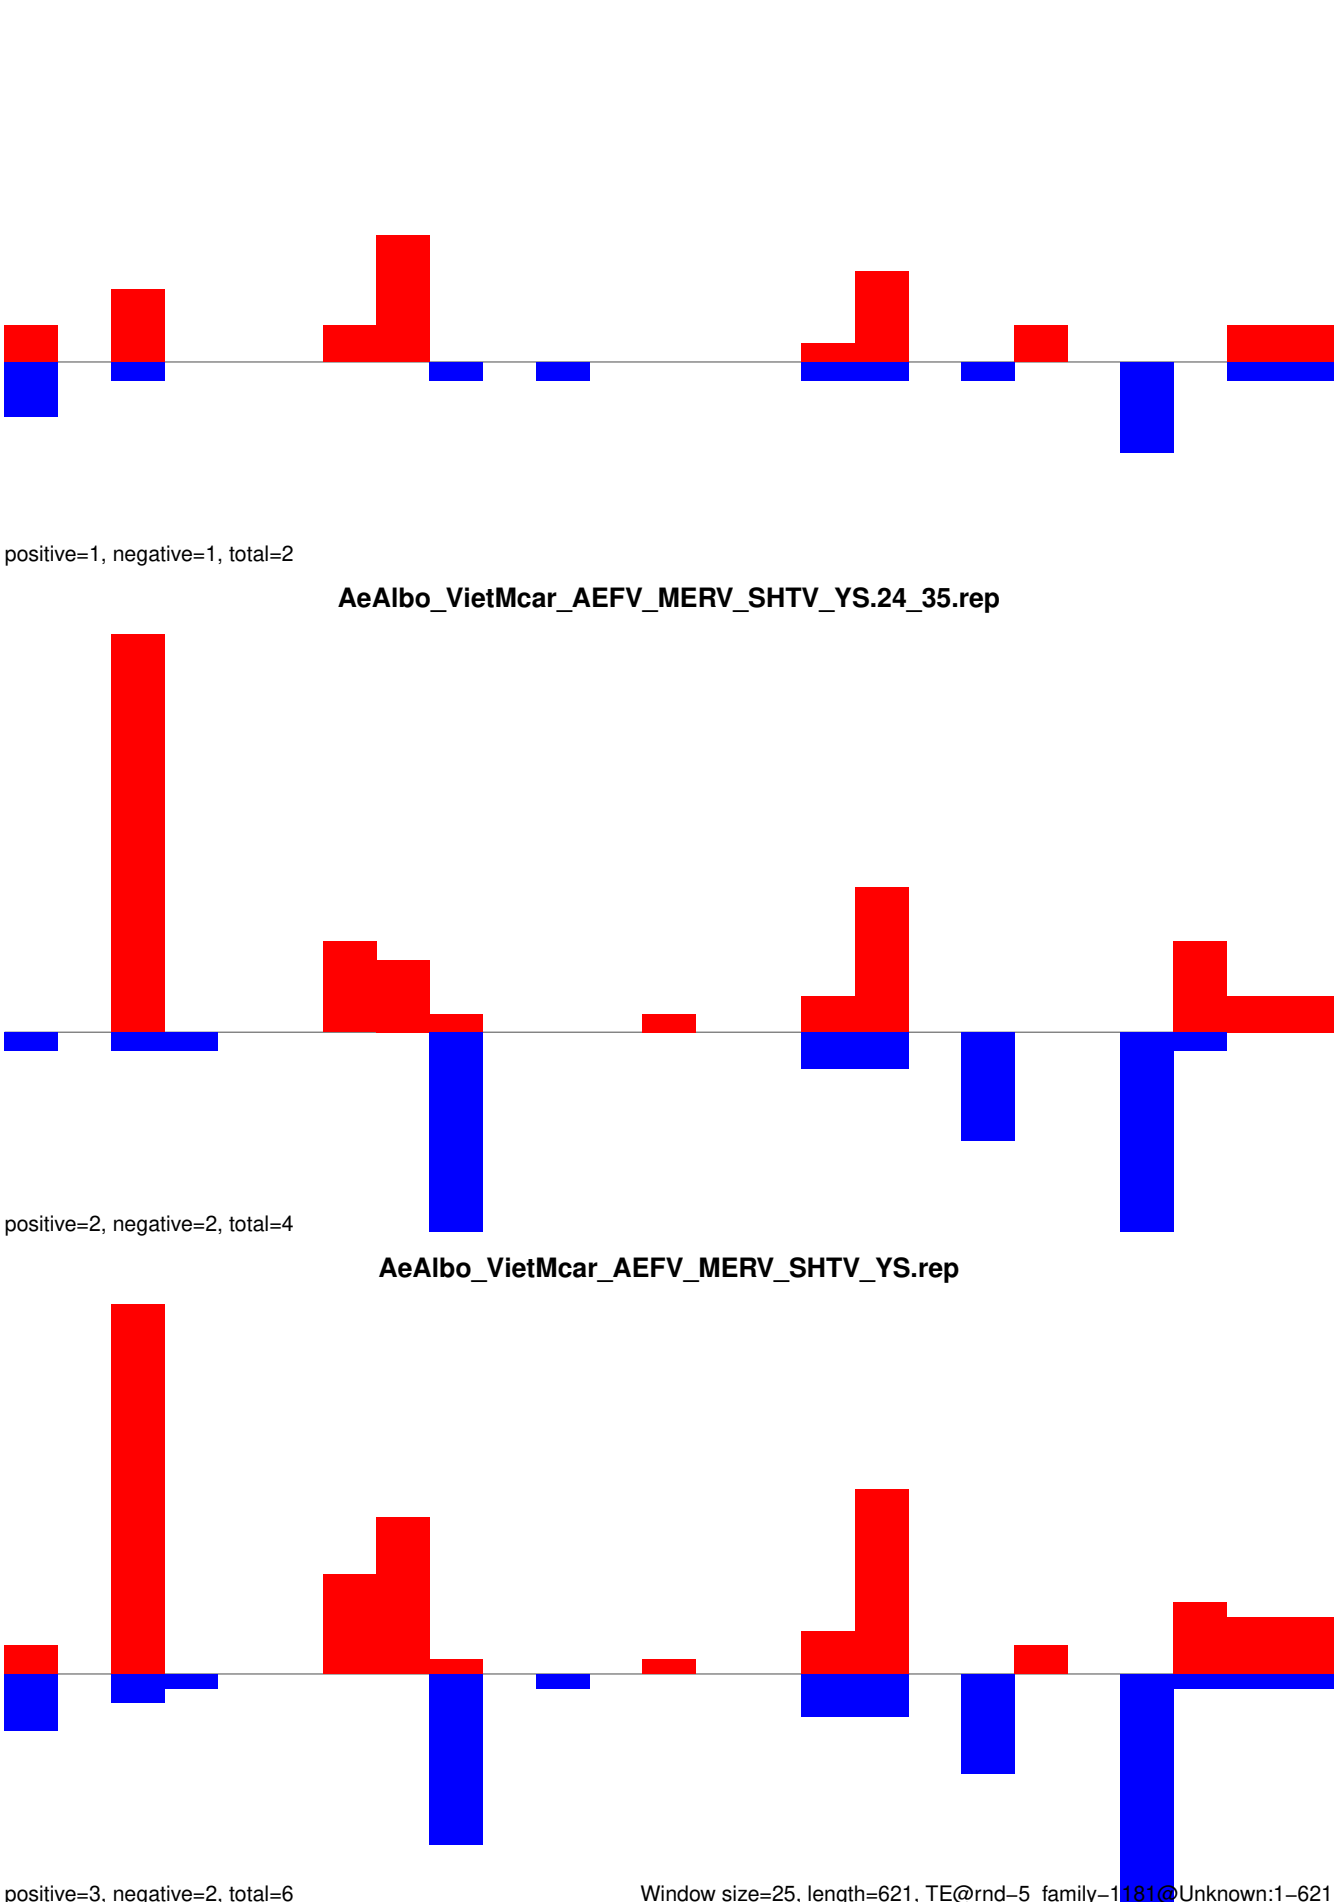 positive=1, negative=1, total=2
AeAlbo_VietMcar_AEFV_MERV_SHTV_YS.24_35.rep
positive=2, negative=2, total=4
AeAlbo_VietMcar_AEFV_MERV_SHTV_YS.rep
positive=3, negative=2, total=6
Window size=25, length=621, TE@rnd−5_family−1181@Unknown:1−621